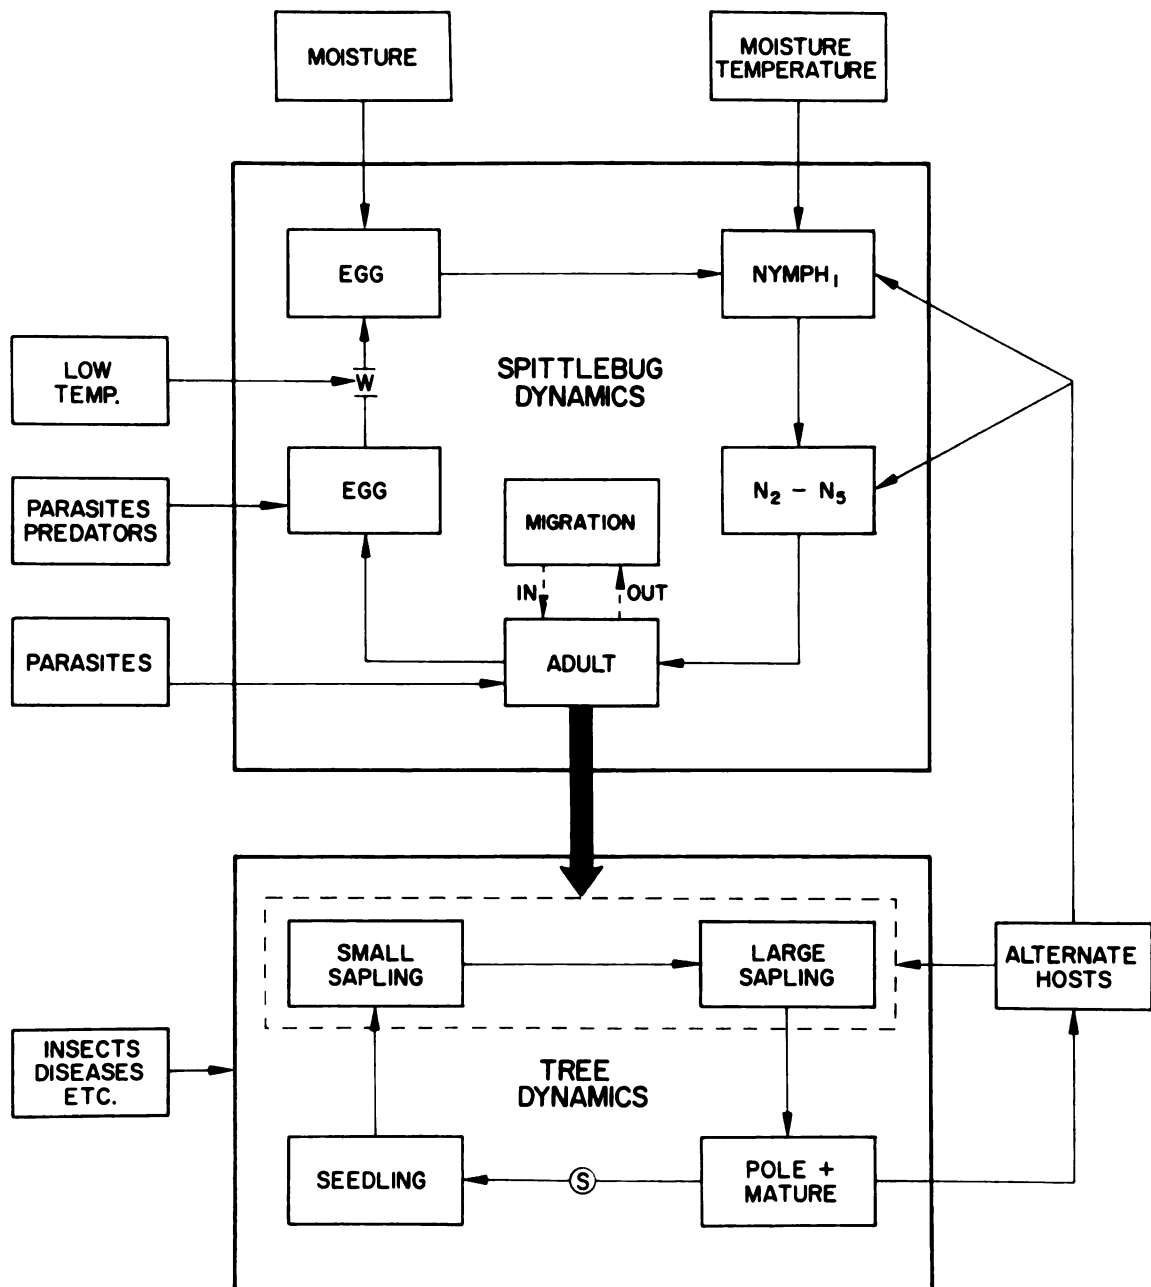 MOISTURE
MOISTURE
TEMPERATURE
EGG
NYMPH₁
LOW
TEMP.
W
SPITTLEBUG
DYNAMICS
PARASITES
PREDATORS
EGG
MIGRATION
N₂ – N₅
IN
OUT
PARASITES
ADULT
SMALL
SAPLING
LARGE
SAPLING
ALTERNATE
HOSTS
INSECTS
DISEASES
ETC.
TREE
DYNAMICS
SEEDLING
S
POLE +
MATURE